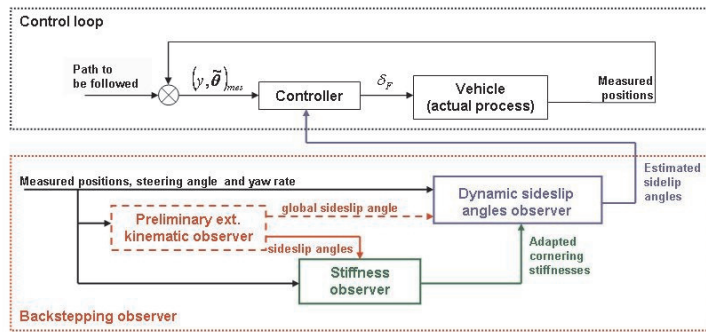 Control loop
Path to
be followed
(y, θ̃)mes
Controller
δF
Vehicle
(actual process)
Measured
positions
Measured positions, steering angle and yaw rate
Estimated
sidelip
angles
Dynamic sideslip
angles observer
global sideslip angle
Preliminary ext.
kinematic observer
sideslip angles
Adapted
cornering
stiffnesses
Stiffness
observer
Backstepping observer